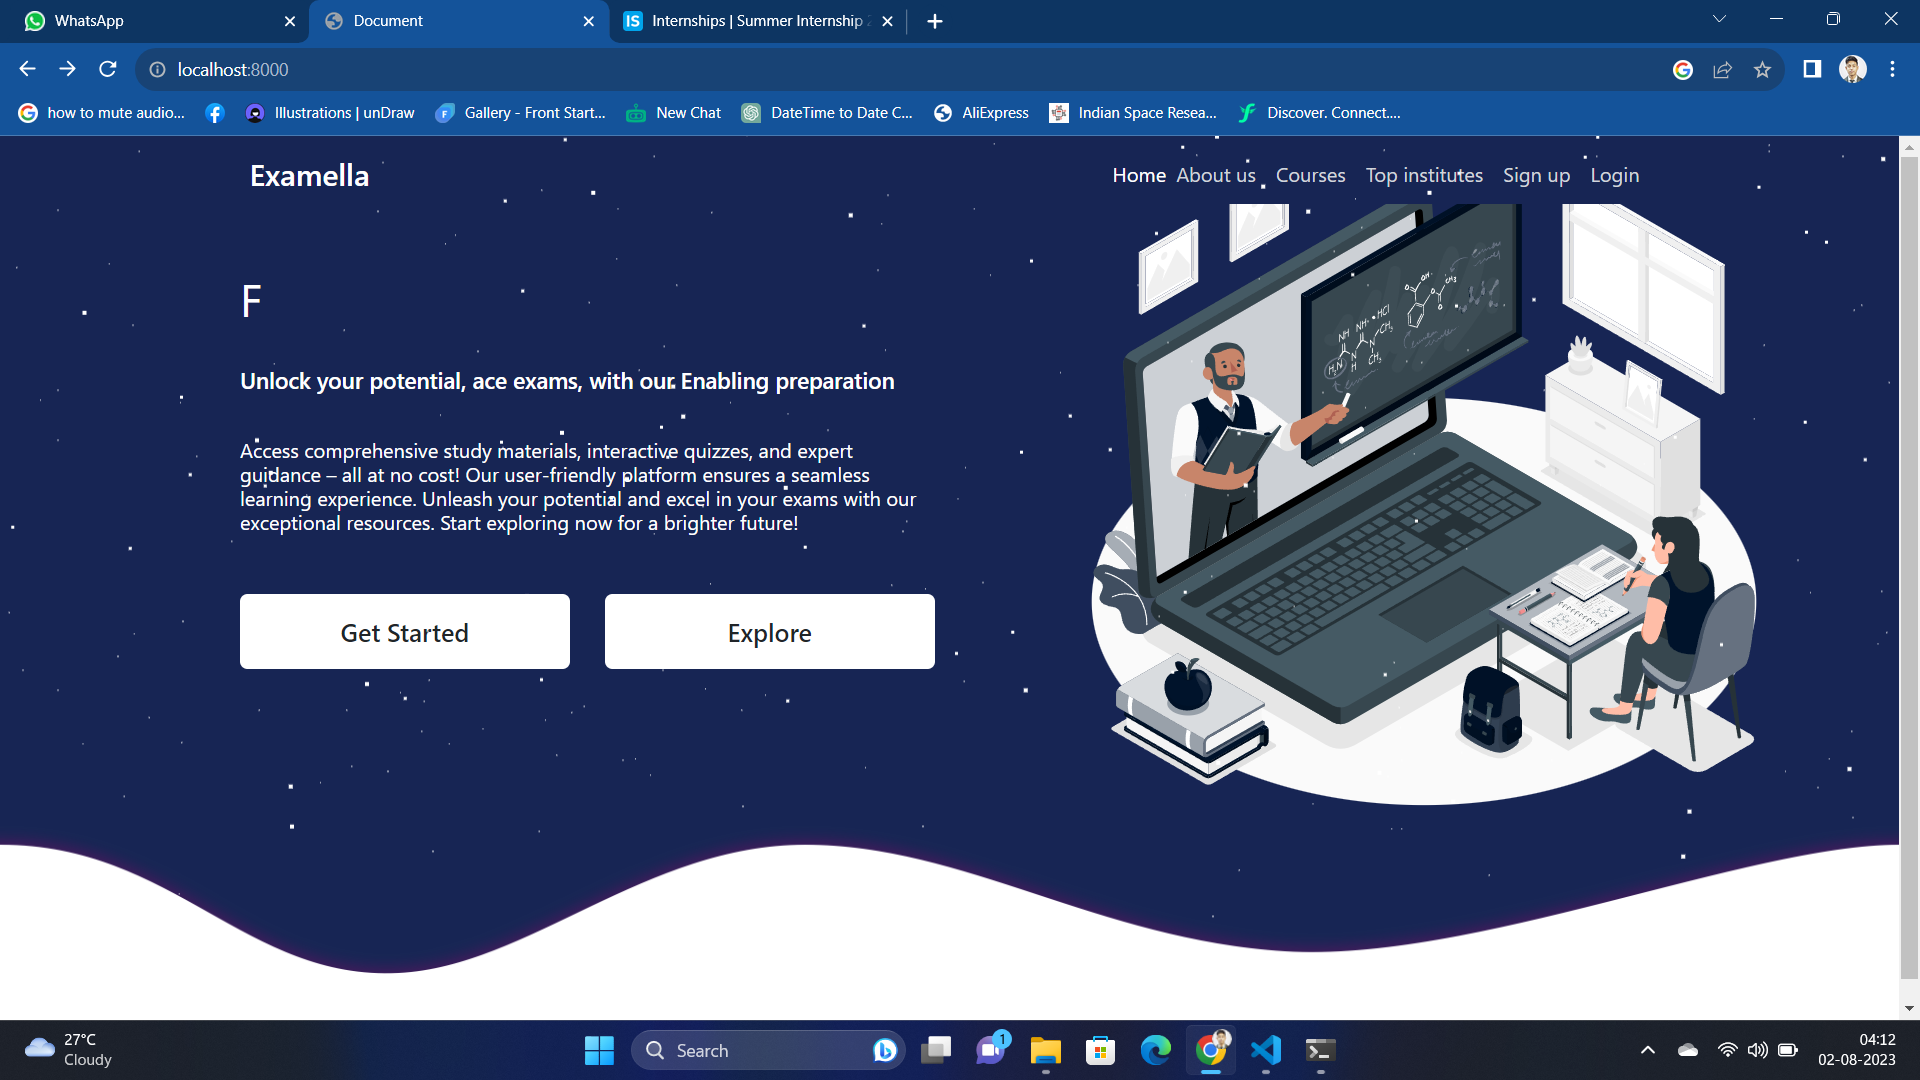 WhatsApp
Document
IS Internships | Summer Internship 2
localhost:8000
how to mute audio...
Illustrations | unDraw
Gallery - Front Start...
New Chat
DateTime to Date C...
AliExpress
Indian Space Resea...
Discover. Connect....
Examella
Home About us Courses Top institutes Sign up Login
F
Unlock your potential, ace exams, with our Enabling preparation
Access comprehensive study materials, interactive quizzes, and expert
guidance – all at no cost! Our user-friendly platform ensures a seamless
learning experience. Unleash your potential and excel in your exams with our
exceptional resources. Start exploring now for a brighter future!
Get Started
Explore
27°C
Cloudy
Search
1
04:12
02-08-2023